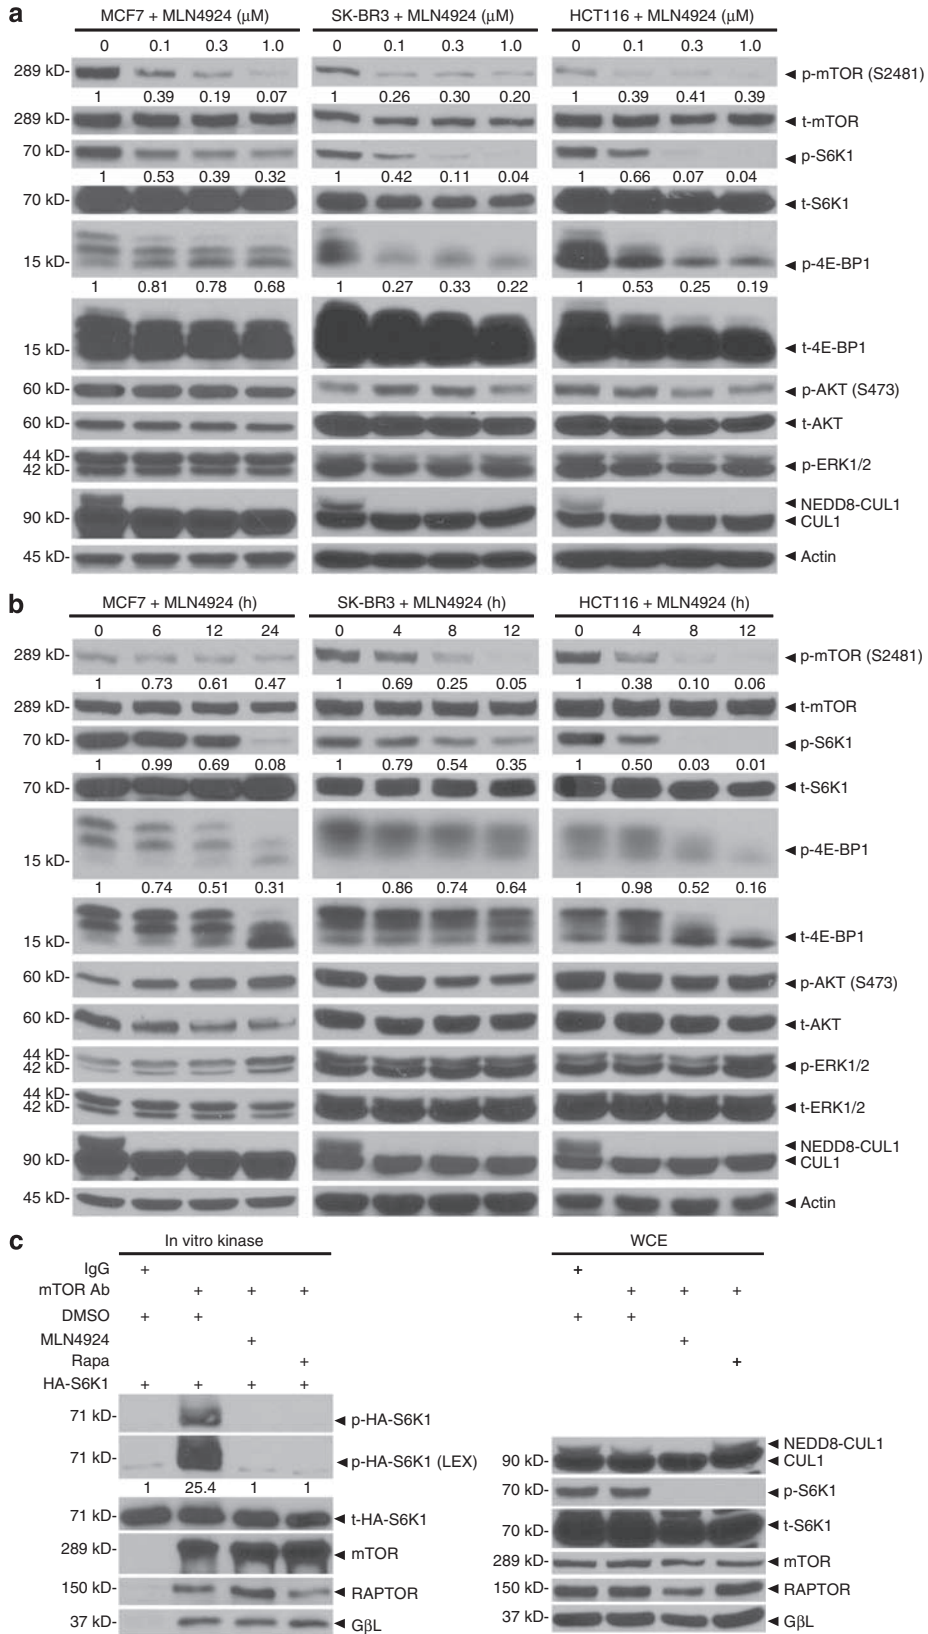 a
MCF7 + MLN4924 (μM) SK-BR3 + MLN4924 (μM) HCT116 + MLN4924 (μM)
0 0.1 0.3 1.0 0 0.1 0.3 1.0 0 0.1 0.3 1.0
289 kD- p-mTOR (S2481)
1 0.39 0.19 0.07 1 0.26 0.30 0.20 1 0.39 0.41 0.39
289 kD- t-mTOR
70 kD- p-S6K1
1 0.53 0.39 0.32 1 0.42 0.11 0.04 1 0.66 0.07 0.04
70 kD- t-S6K1
15 kD- p-4E-BP1
1 0.81 0.78 0.68 1 0.27 0.33 0.22 1 0.53 0.25 0.19
15 kD- t-4E-BP1
60 kD- p-AKT (S473)
60 kD- t-AKT
44 kD-
42 kD- p-ERK1/2
NEDD8-CUL1
90 kD- CUL1
45 kD- Actin
b
MCF7 + MLN4924 (h) SK-BR3 + MLN4924 (h) HCT116 + MLN4924 (h)
0 6 12 24 0 4 8 12 0 4 8 12
289 kD- p-mTOR (S2481)
1 0.73 0.61 0.47 1 0.69 0.25 0.05 1 0.38 0.10 0.06
289 kD- t-mTOR
70 kD- p-S6K1
1 0.99 0.69 0.08 1 0.79 0.54 0.35 1 0.50 0.03 0.01
70 kD- t-S6K1
15 kD- p-4E-BP1
1 0.74 0.51 0.31 1 0.86 0.74 0.64 1 0.98 0.52 0.16
15 kD- t-4E-BP1
60 kD- p-AKT (S473)
60 kD- t-AKT
44 kD-
42 kD- p-ERK1/2
44 kD-
42 kD- t-ERK1/2
NEDD8-CUL1
90 kD- CUL1
45 kD- Actin
c
In vitro kinase
IgG +
mTOR Ab + + +
DMSO + +
MLN4924 +
Rapa +
HA-S6K1 + + + +
71 kD- p-HA-S6K1
71 kD- p-HA-S6K1 (LEX)
1 25.4 1 1
71 kD- t-HA-S6K1
289 kD- mTOR
150 kD- RAPTOR
37 kD- GβL
WCE
+
+ + +
+ +
+
+
NEDD8-CUL1
90 kD- CUL1
70 kD- p-S6K1
70 kD- t-S6K1
289 kD- mTOR
150 kD- RAPTOR
37 kD- GβL